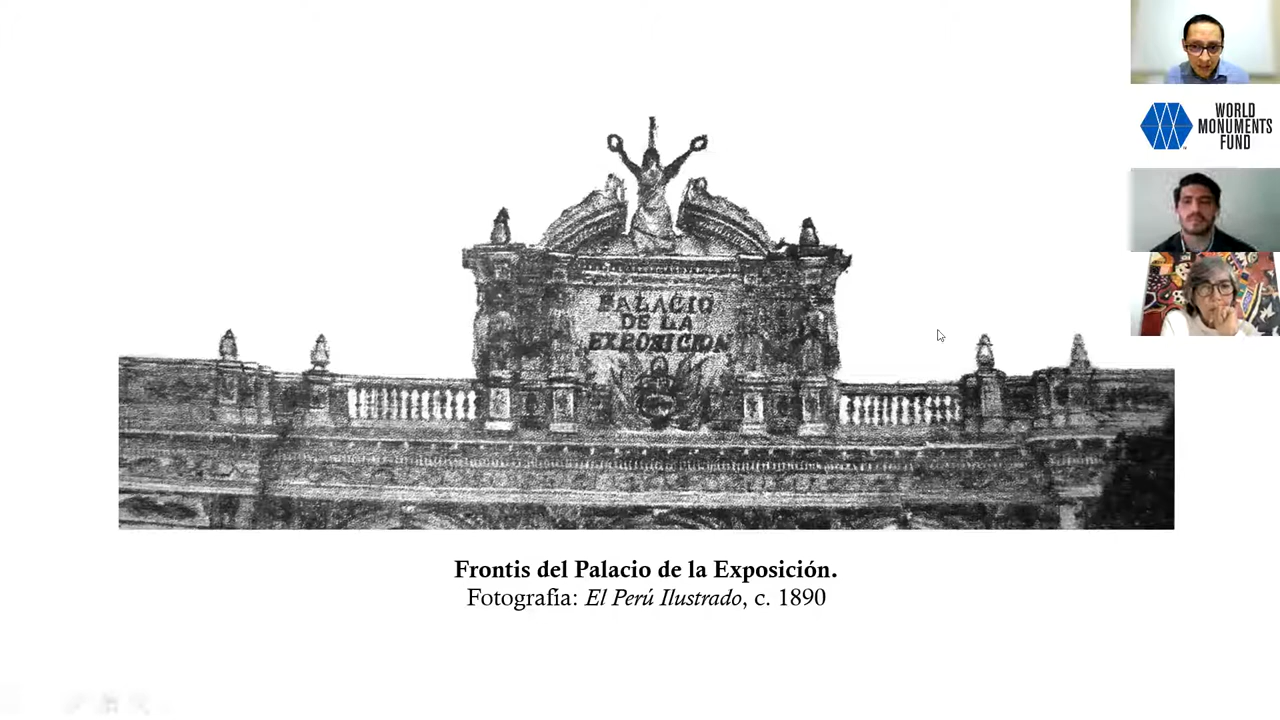 WORLD
MONUMENTS
FUND
PALACIO
DE LA
EXPOSICION
Frontis del Palacio de la Exposición.
Fotografía: El Perú Ilustrado, c. 1890